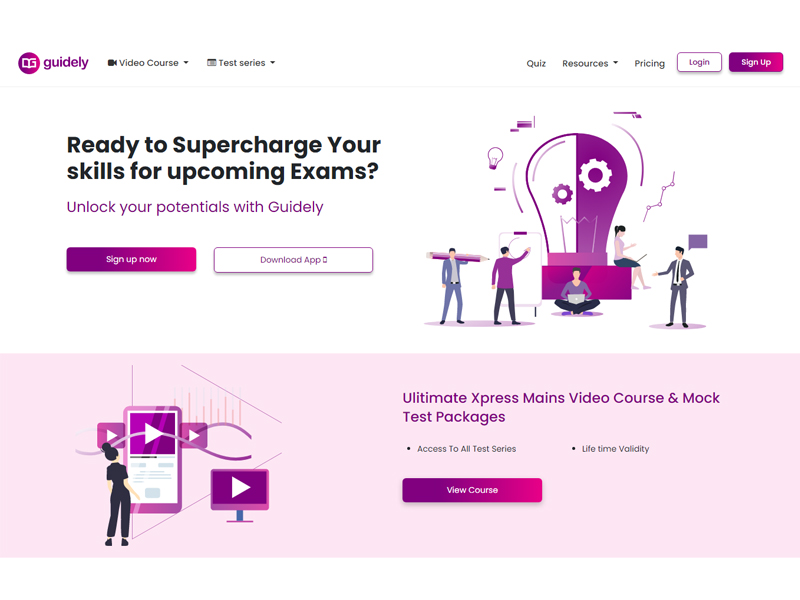 guidely
Video Course
Test series
Quiz
Resources
Pricing
Login
Sign Up
Ready to Supercharge Your
skills for upcoming Exams?
Unlock your potentials with Guidely
Sign up now
Download App
Ulitimate Xpress Mains Video Course & Mock
Test Packages
Access To All Test Series
Life time Validity
View Course